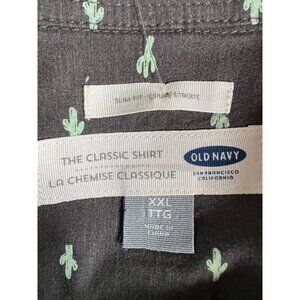 SLIM FIT - COUPE ETROITE
THE CLASSIC SHIRT
LA CHEMISE CLASSIQUE
OLD NAVY
SAN FRANCISCO
CALIFORNIA
XXL
TTG
MADE IN
CHINA